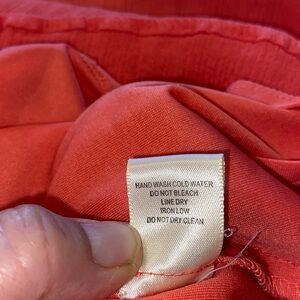 HAND WASH COLD WATER
DO NOT BLEACH
LINE DRY
IRON LOW
DO NOT DRY CLEAN